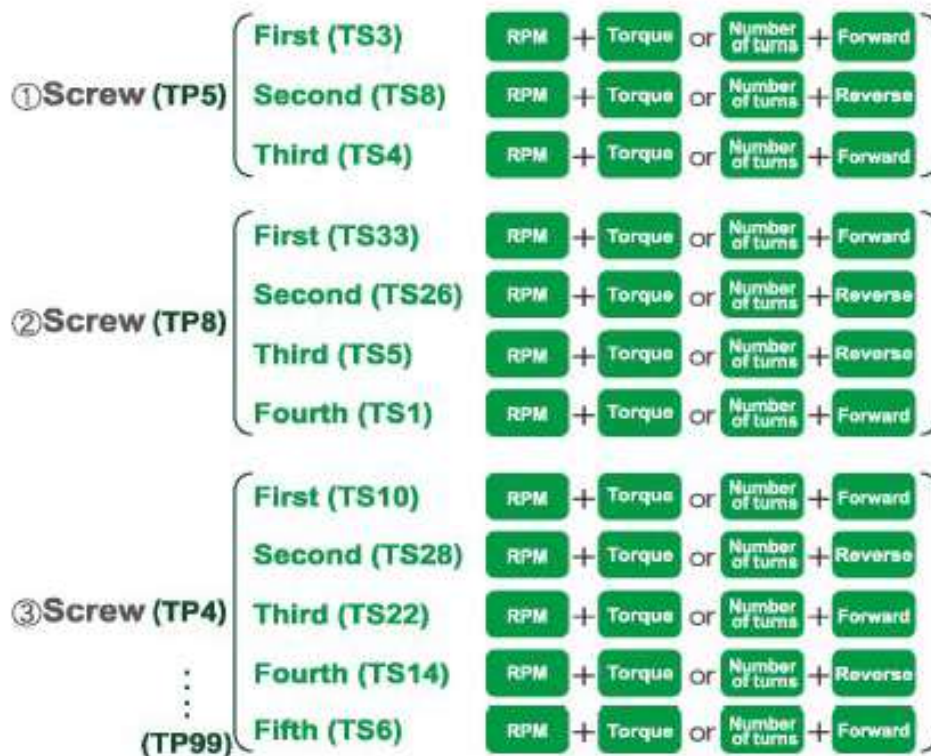 First (TS3) RPM + Torque or Number of turns + Forward
①Screw (TP5) Second (TS8) RPM + Torque or Number of turns + Reverse
Third (TS4) RPM + Torque or Number of turns + Forward
First (TS33) RPM + Torque or Number of turns + Forward
Second (TS26) RPM + Torque or Number of turns + Reverse
②Screw (TP8)
Third (TS5) RPM + Torque or Number of turns + Reverse
Fourth (TS1) RPM + Torque or Number of turns + Forward
First (TS10) RPM + Torque or Number of turns + Forward
Second (TS28) RPM + Torque or Number of turns + Reverse
③Screw (TP4) Third (TS22) RPM + Torque or Number of turns + Forward
Fourth (TS14) RPM + Torque or Number of turns + Reverse
(TP99) Fifth (TS6) RPM + Torque or Number of turns + Forward